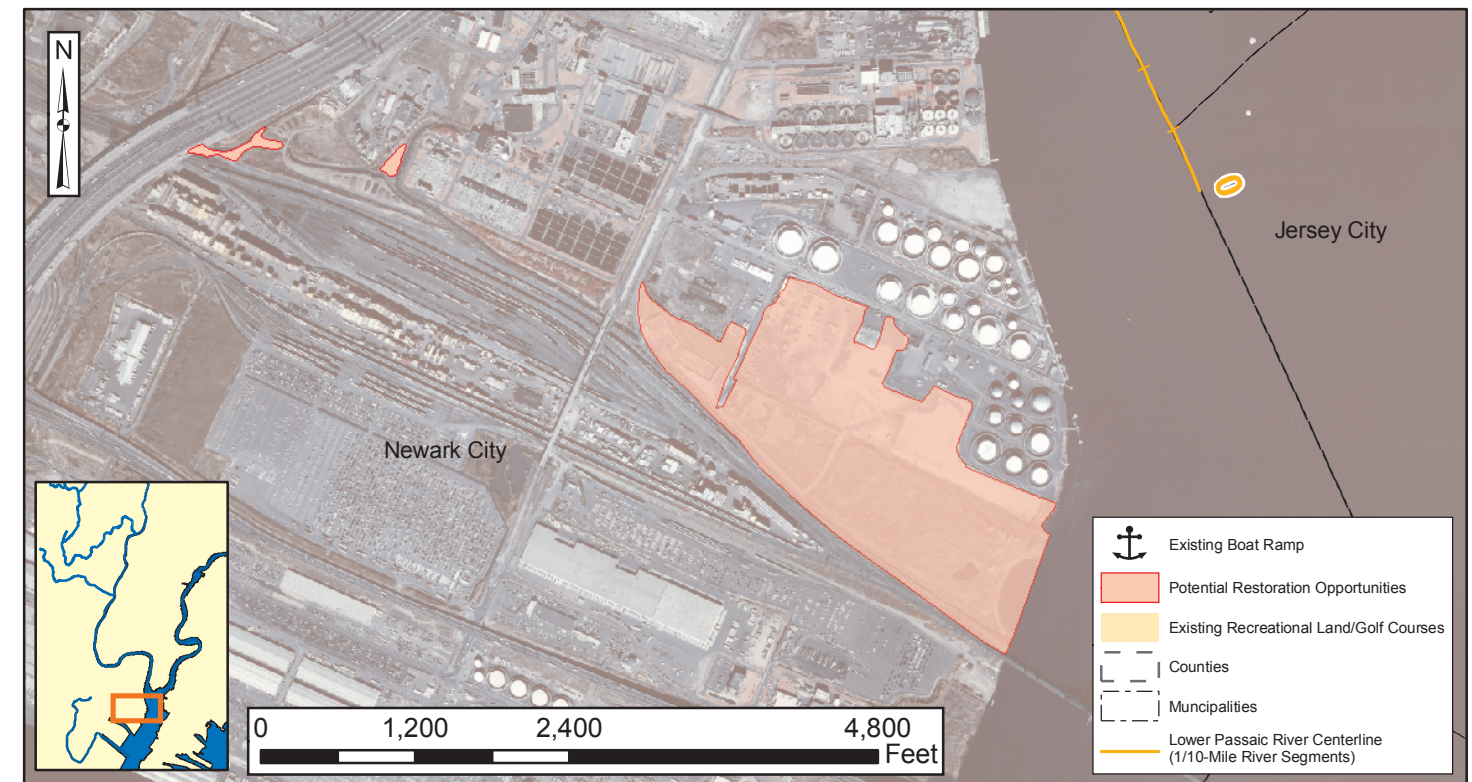 N
0
Jersey City
Newark City
Existing Boat Ramp
Potential Restoration Opportunities
Existing Recreational Land/Golf Courses
Counties
Muncipalities
Lower Passaic River Centerline
(1/10-Mile River Segments)
0 1,200 2,400 4,800
Feet